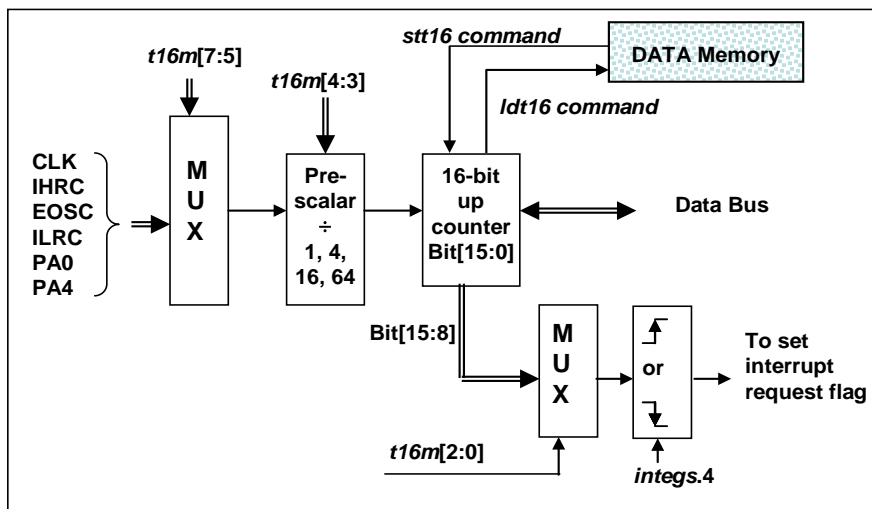 stt16 command
DATA Memory
t16m[7:5]
t16m[4:3]
ldt16 command
CLK
IHRC
EOSC
ILRC
PA0
PA4
M
U
X
Pre-
scalar
÷
1, 4,
16, 64
16-bit
up
counter
Bit[15:0]
Data Bus
Bit[15:8]
M
U
X
or
To set
interrupt
request flag
t16m[2:0]
integs.4